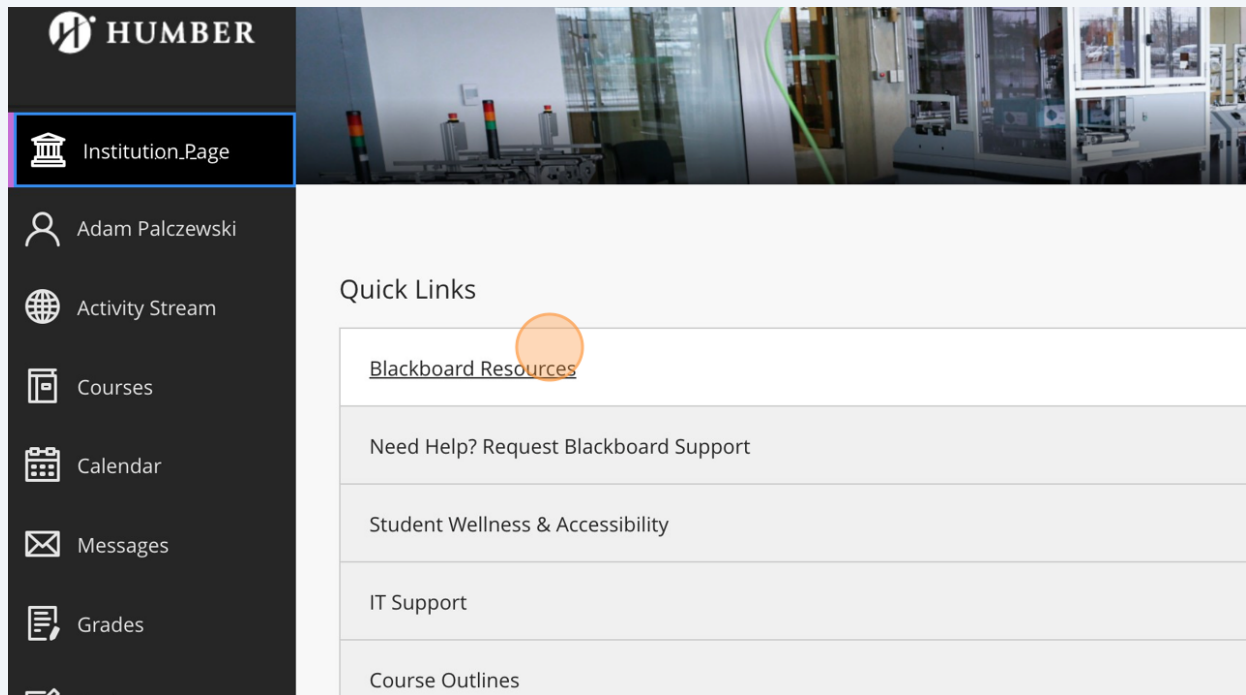 HUMBER
Institution Page
Adam Palczewski
Activity Stream
Courses
Calendar
Messages
Grades
Quick Links
Blackboard Resources
Need Help? Request Blackboard Support
Student Wellness & Accessibility
IT Support
Course Outlines